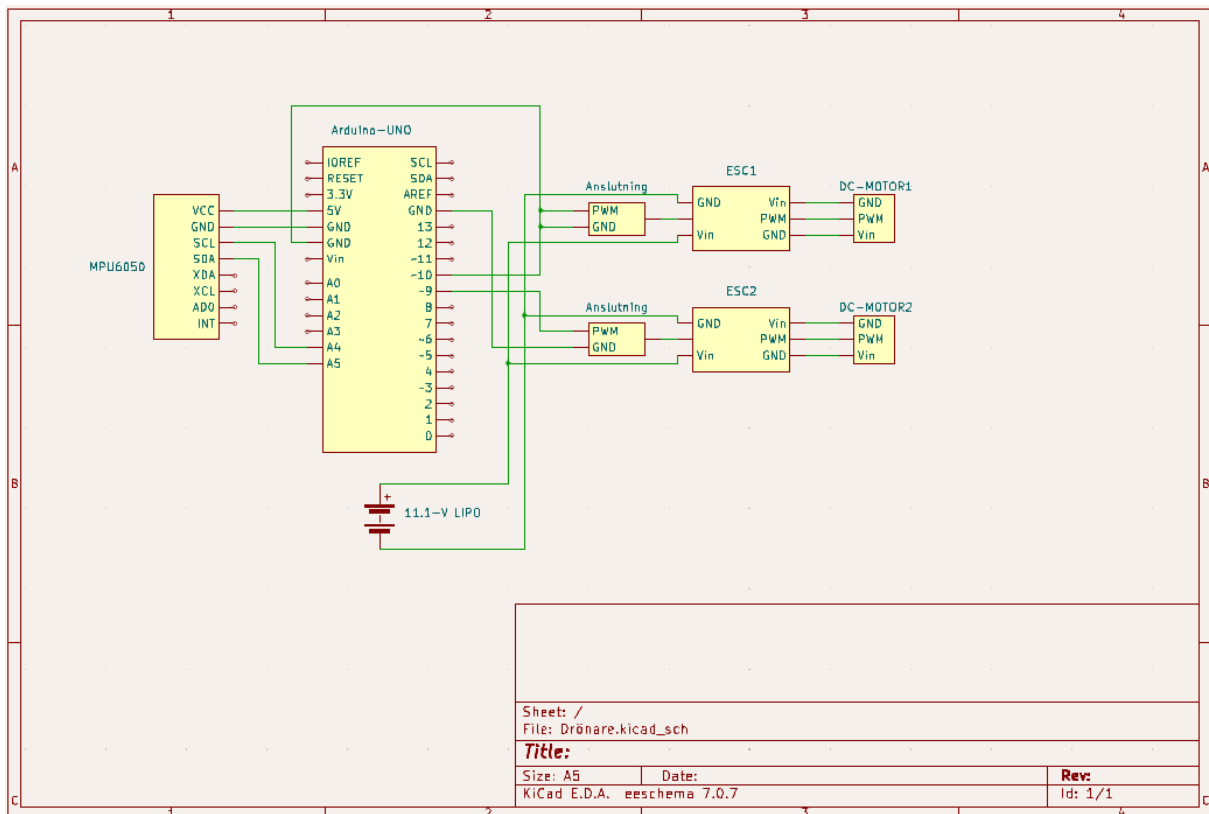 1 2 3 4
A A
B B
C C
1 2 3 4
Arduino-UNO
IOREF SCL
RESET SDA
3.3V AREF
5V GND
GND 13
GND 12
Vin ~11
~10
A0 ~9
A1 8
A2 7
A3 ~6
A4 ~5
A5 4
~3
2
1
0
MPU6050
VCC
GND
SCL
SDA
XDA
XCL
AD0
INT
Anslutning
PWM
GND
ESC1
GND Vin
PWM
Vin GND
DC-MOTOR1
GND
PWM
Vin
Anslutning
PWM
GND
ESC2
GND Vin
PWM
Vin GND
DC-MOTOR2
GND
PWM
Vin
+
11.1-V LIPO
Sheet: /
File: Drönare.kicad_sch
Title:
Size: A5 Date: Rev:
KiCad E.D.A. eeschema 7.0.7 Id: 1/1